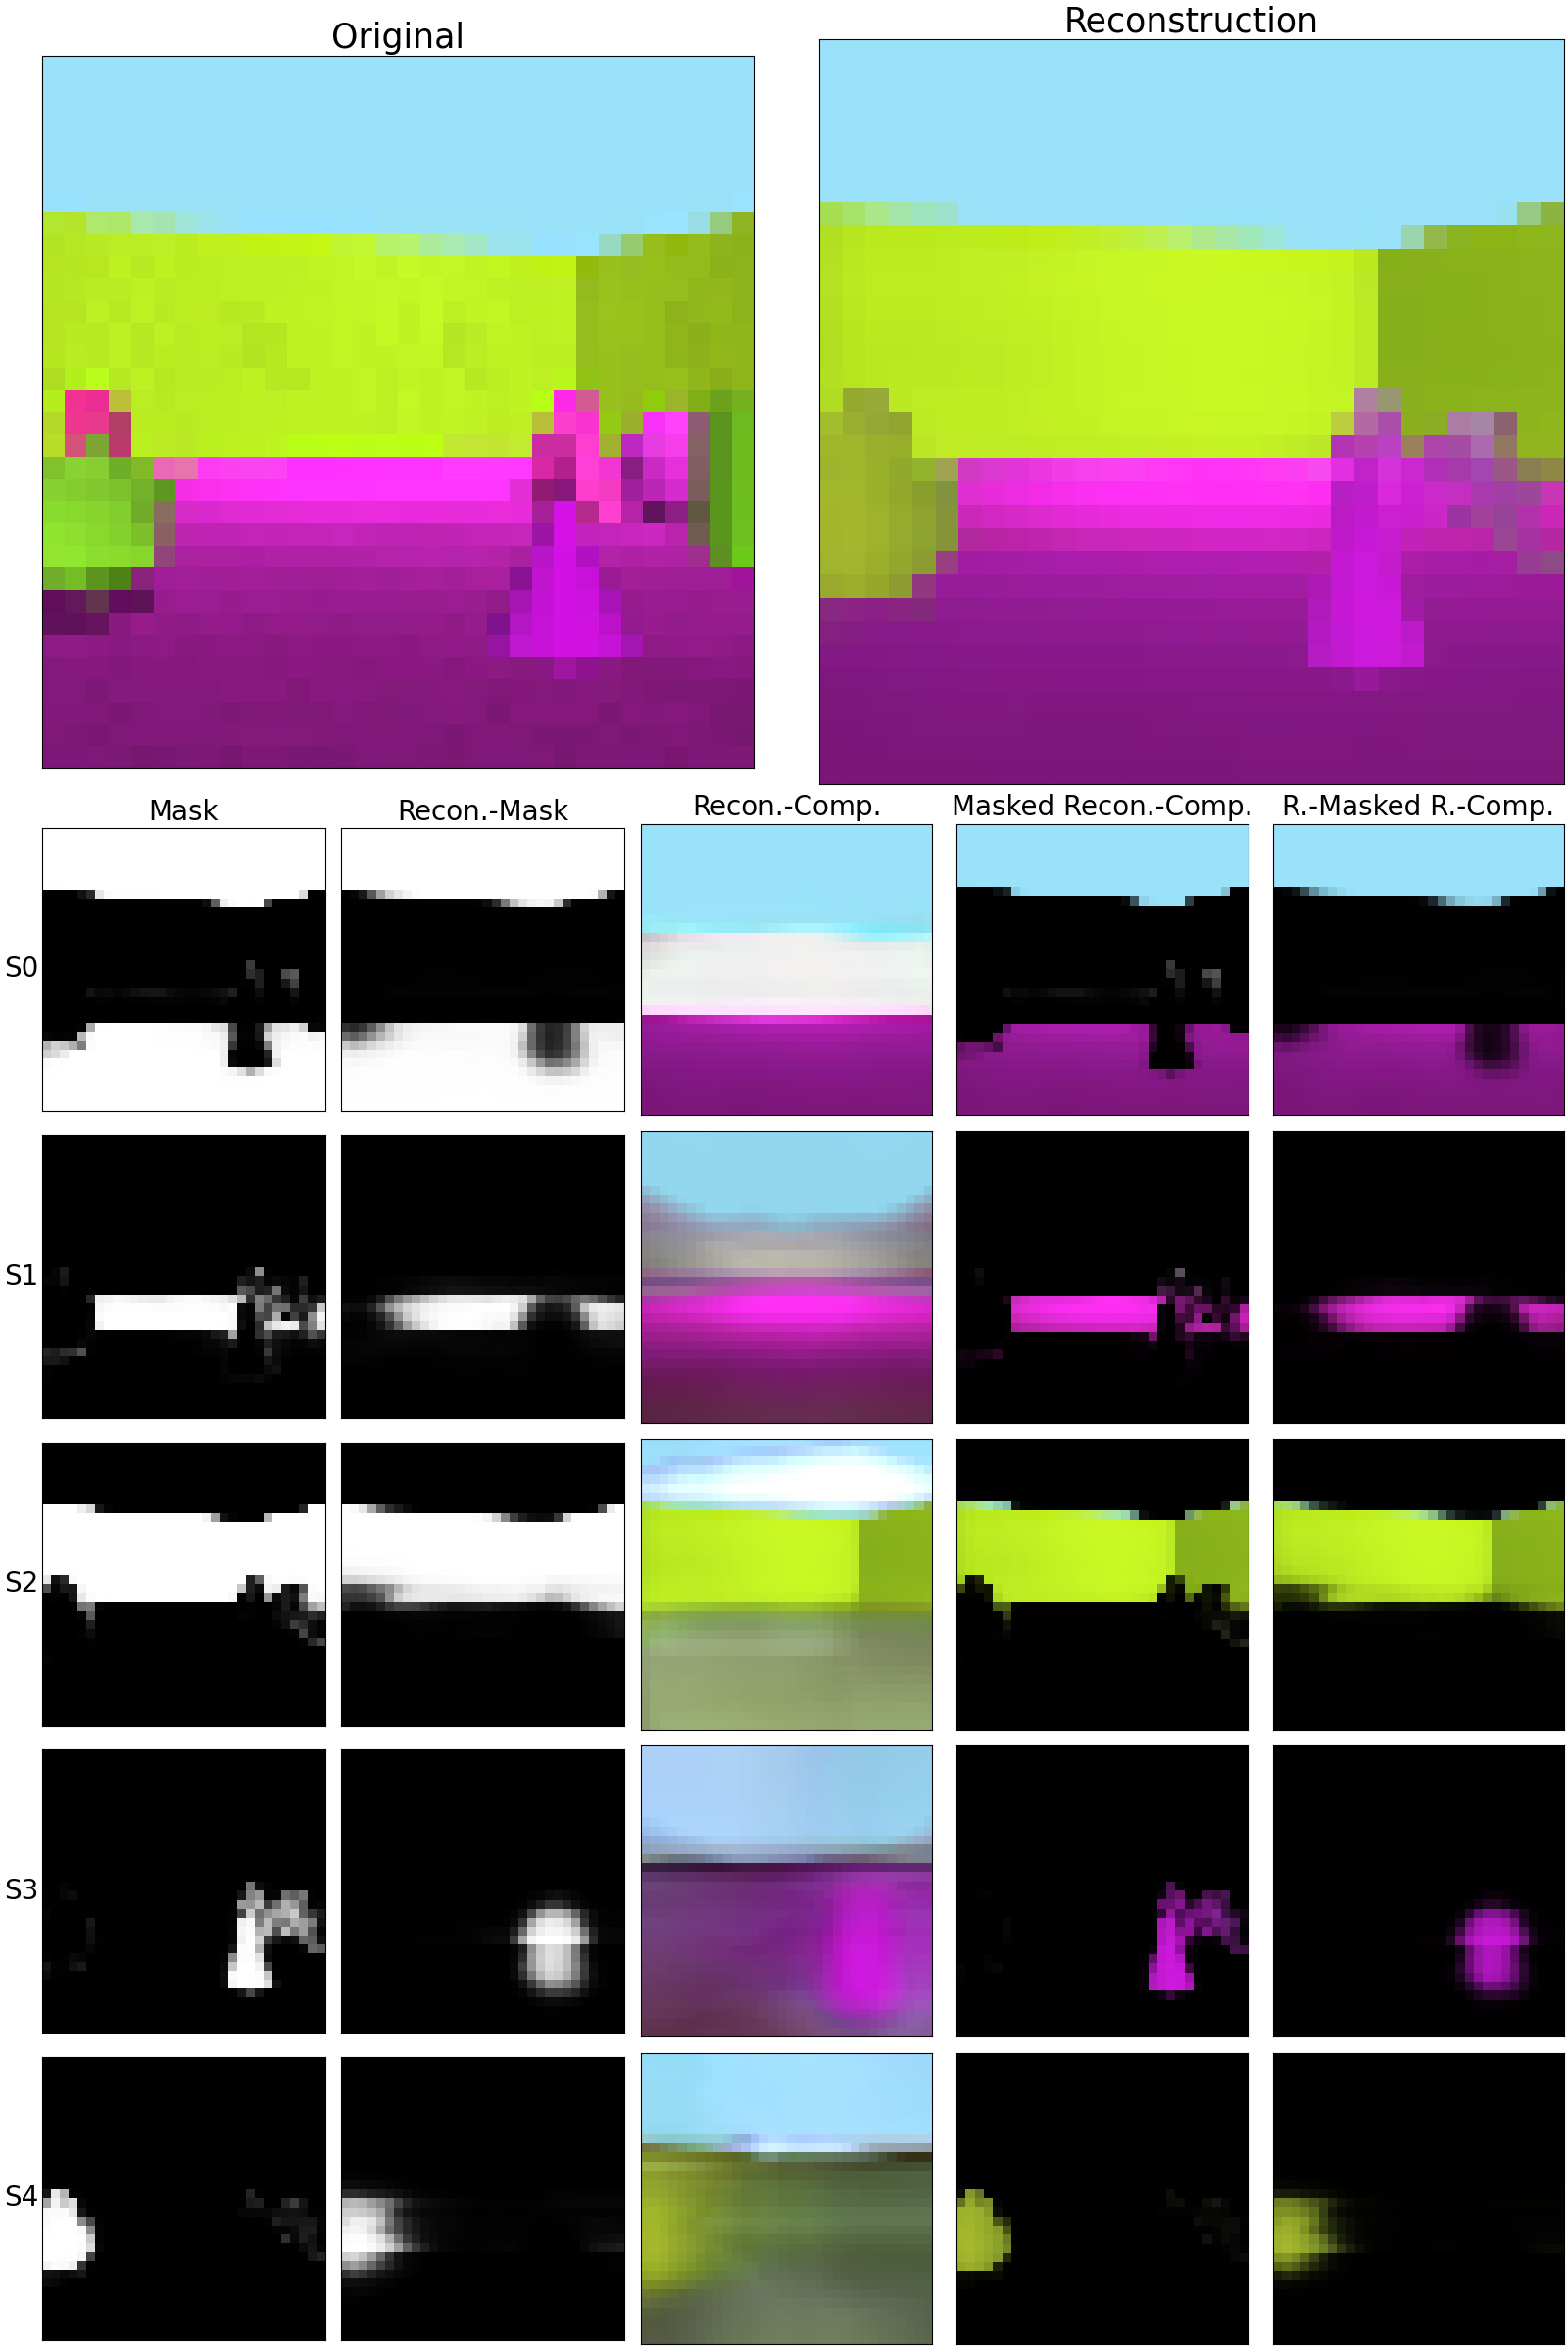 Original
Reconstruction
Mask
Recon.-Mask
Recon.-Comp.
Masked Recon.-Comp.
R.-Masked R.-Comp.
S0
S1
S2
S3
S4